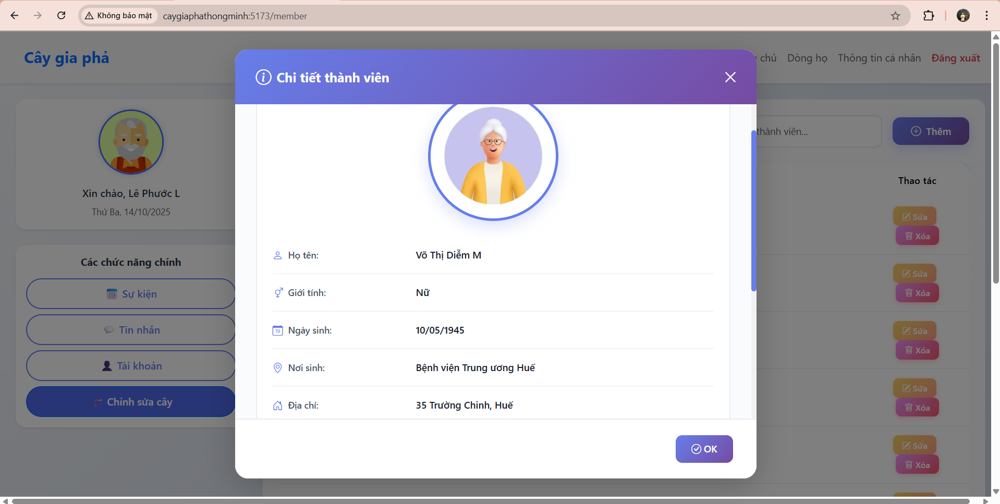 Không bảo mật
caygiaphathongminh:5173/member
Cây gia phả
chủ
Dòng họ
Thông tin cá nhân
Đăng xuất
Chi tiết thành viên
thành viên...
Thêm
Xin chào, Lê Phước L
Thứ Ba, 14/10/2025
Thao tác
Các chức năng chính
Sự kiện
Tin nhắn
Tài khoản
Chỉnh sửa cây
Họ tên: Võ Thị Diễm M
Giới tính: Nữ
19
Ngày sinh: 10/05/1945
Nơi sinh: Bệnh viện Trung ương Huế
Địa chỉ: 35 Trường Chinh, Huế
OK
Sửa
Xóa
Sửa
Xóa
Sửa
Xóa
Sửa
Xóa
Sửa
Xóa